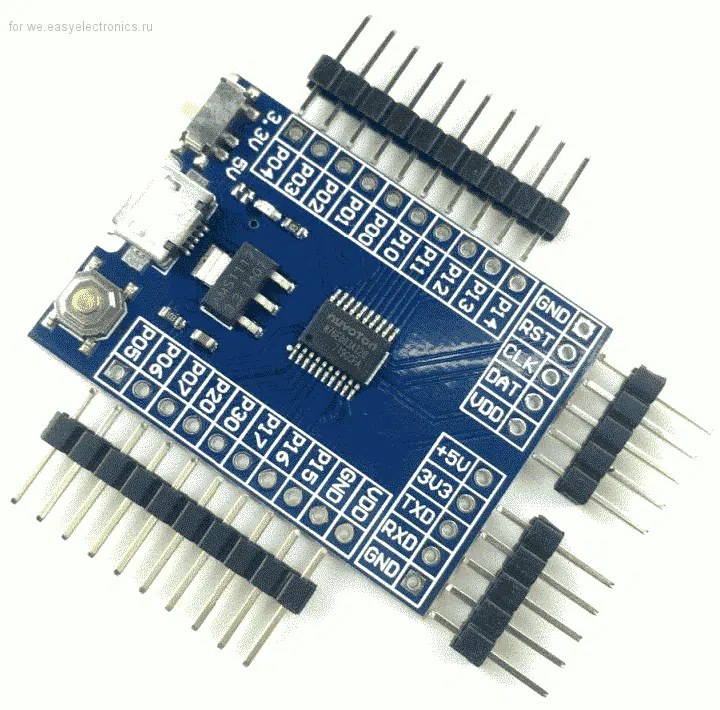 for we.easyelectronics.ru
3.3V
5V
P04
P03
P02
P01
P00
P10
P11
P12
P13
P14
GND
RST
CLK
DAT
VDD
+5V
3V3
TXD
RXD
GND
P05
P06
P07
P20
P30
P17
P16
P15
GND
VDD
nuvoTon